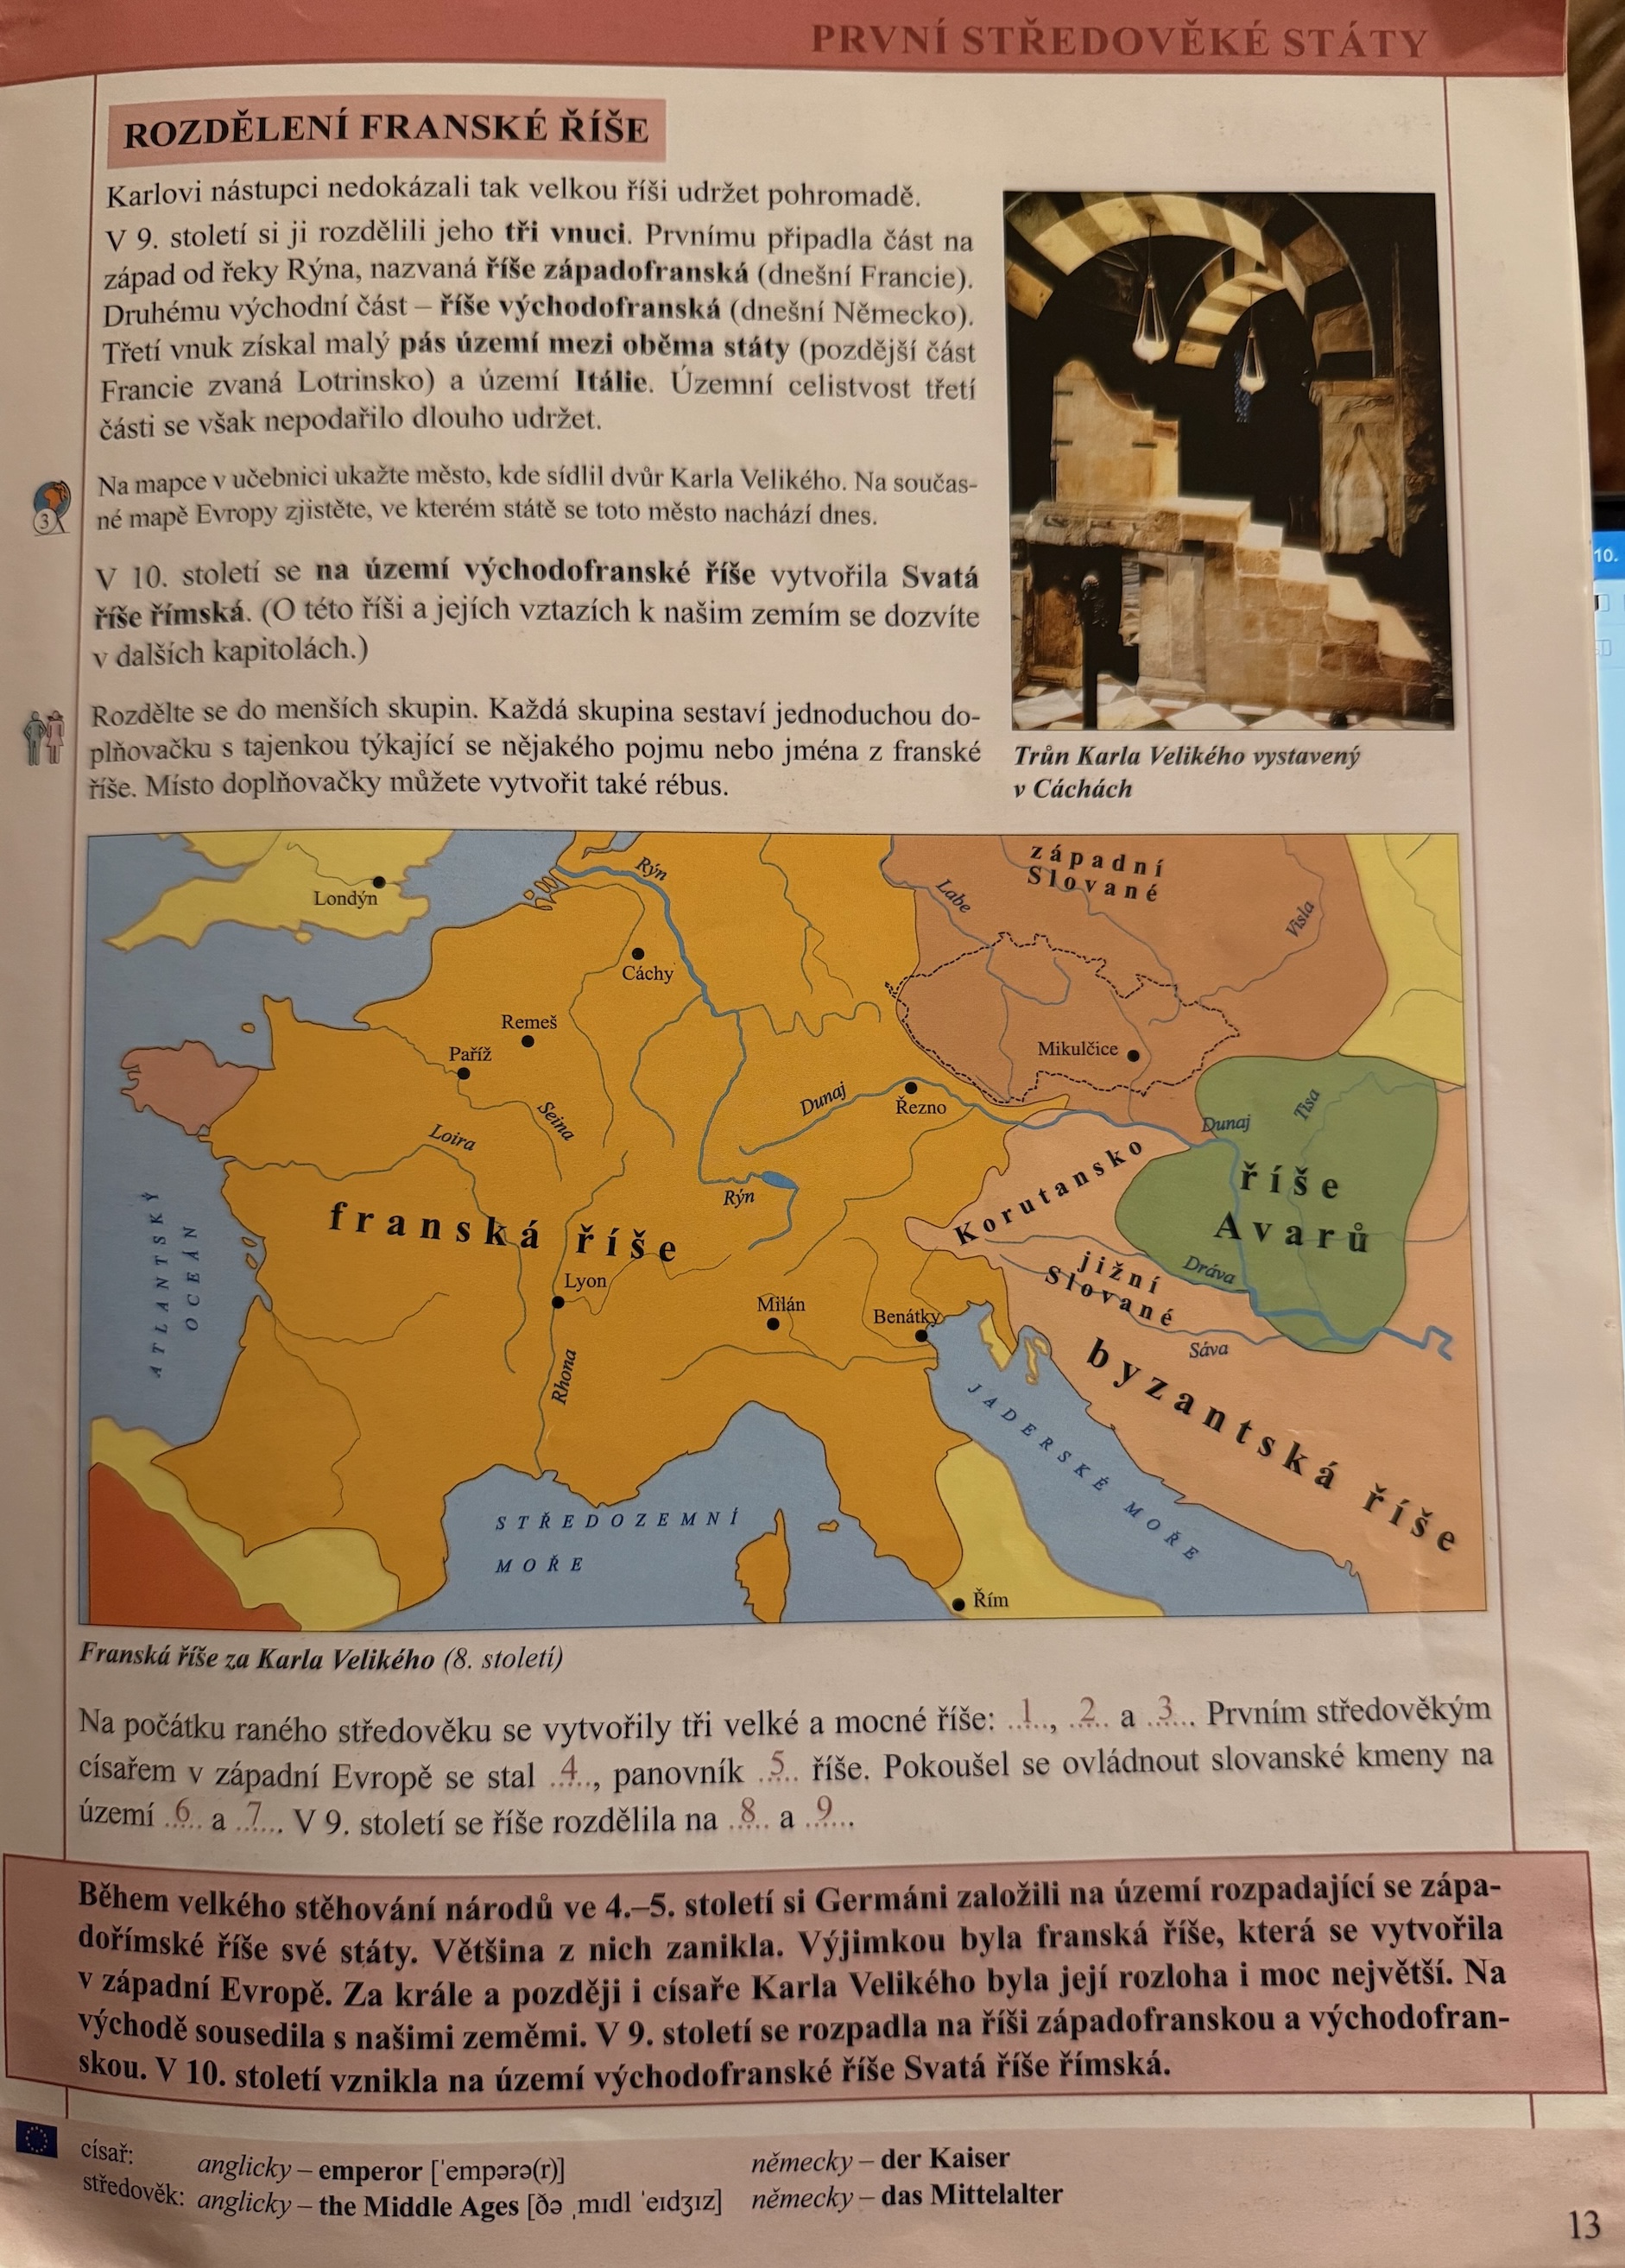 PRVNÍ STŘEDOVĚKÉ STÁTY
ROZDĚLENÍ FRANSKÉ ŘÍŠE
Karlovi nástupci nedokázali tak velkou říši udržet pohromadě.
V 9. století si ji rozdělili jeho tři vnuci. Prvnímu připadla část na
západ od řeky Rýna, nazvaná říše západofranská (dnešní Francie).
Druhému východní část – říše východofranská (dnešní Německo).
Třetí vnuk získal malý pás území mezi oběma státy (pozdější část
Francie zvaná Lotrinsko) a území Itálie. Územní celistvost třetí
části se však nepodařilo dlouho udržet.
3
Na mapce v učebnici ukažte město, kde sídlil dvůr Karla Velikého. Na součas-
né mapě Evropy zjistěte, ve kterém státě se toto město nachází dnes.
V 10. století se na území východofranské říše vytvořila Svatá
říše římská. (O této říši a jejích vztazích k našim zemím se dozvíte
v dalších kapitolách.)
Rozdělte se do menších skupin. Každá skupina sestaví jednoduchou do-
plňovačku s tajenkou týkající se nějakého pojmu nebo jména z franské
říše. Místo doplňovačky můžete vytvořit také rébus.
Trůn Karla Velikého vystavený
v Cáchách
10.
západní
Slované
Rýn
Labe
Visla
Londýn
Cáchy
Remeš
Paříž
Mikulčice
Seina
Loira
Dunaj
Řezno
Dunaj
Tisa
Rýn
Korutansko
říše
Avarů
franská říše
ATLANTSKÝ
OCEÁN
jižní
Slované
Dráva
Lyon
Milán
Benátky
Sáva
Rhona
byzantská říše
JADERSKÉ MOŘE
STŘEDOZEMNÍ
MOŘE
Řím
Franská říše za Karla Velikého (8. století)
Na počátku raného středověku se vytvořily tři velké a mocné říše: ..1.., ..2.. a ..3... Prvním středověkým
císařem v západní Evropě se stal ..4.., panovník ..5.. říše. Pokoušel se ovládnout slovanské kmeny na
území ..6.. a ..7... V 9. století se říše rozdělila na ..8.. a ..9...
Během velkého stěhování národů ve 4.–5. století si Germáni založili na území rozpadající se zápa-
dořímské říše své státy. Většina z nich zanikla. Výjimkou byla franská říše, která se vytvořila
v západní Evropě. Za krále a později i císaře Karla Velikého byla její rozloha i moc největší. Na
východě sousedila s našimi zeměmi. V 9. století se rozpadla na říši západofranskou a východofran-
skou. V 10. století vznikla na území východofranské říše Svatá říše římská.
císař: anglicky – emperor [ˈempərə(r)] německy – der Kaiser
středověk: anglicky – the Middle Ages [ðə ˌmɪdl ˈeɪdʒɪz] německy – das Mittelalter
13